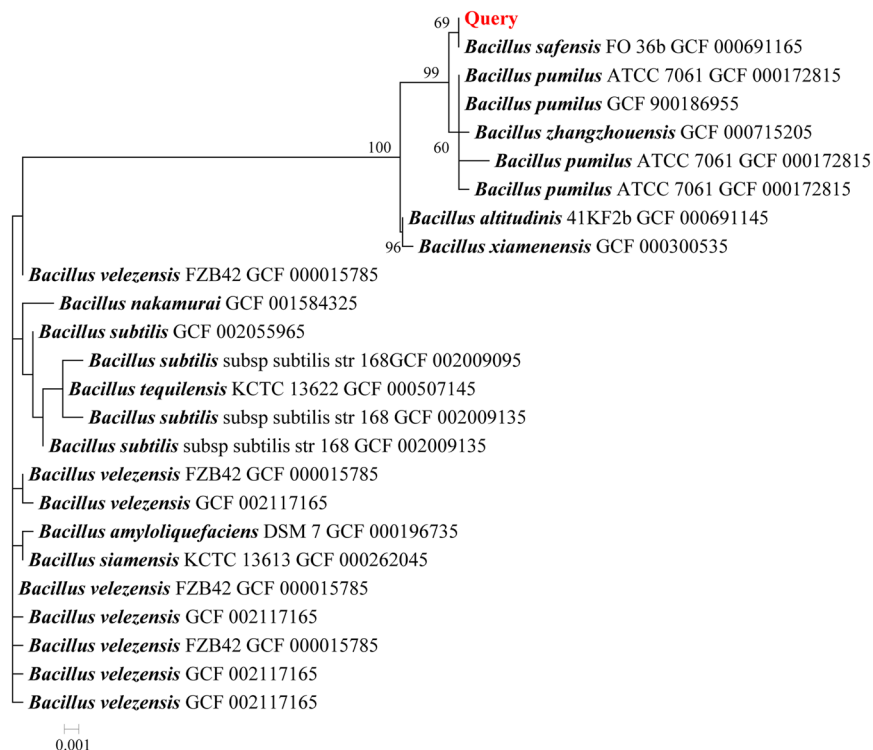 69
Query
Bacillus safensis FO 36b GCF 000691165
99
Bacillus pumilus ATCC 7061 GCF 000172815
Bacillus pumilus GCF 900186955
Bacillus zhangzhouensis GCF 000715205
100
60
Bacillus pumilus ATCC 7061 GCF 000172815
Bacillus pumilus ATCC 7061 GCF 000172815
Bacillus altitudinis 41KF2b GCF 000691145
96
Bacillus xiamenensis GCF 000300535
Bacillus velezensis FZB42 GCF 000015785
Bacillus nakamurai GCF 001584325
Bacillus subtilis GCF 002055965
Bacillus subtilis subsp subtilis str 168GCF 002009095
Bacillus tequilensis KCTC 13622 GCF 000507145
Bacillus subtilis subsp subtilis str 168 GCF 002009135
Bacillus subtilis subsp subtilis str 168 GCF 002009135
Bacillus velezensis FZB42 GCF 000015785
Bacillus velezensis GCF 002117165
Bacillus amyloliquefaciens DSM 7 GCF 000196735
Bacillus siamensis KCTC 13613 GCF 000262045
Bacillus velezensis FZB42 GCF 000015785
Bacillus velezensis GCF 002117165
Bacillus velezensis FZB42 GCF 000015785
Bacillus velezensis GCF 002117165
Bacillus velezensis GCF 002117165
0.001